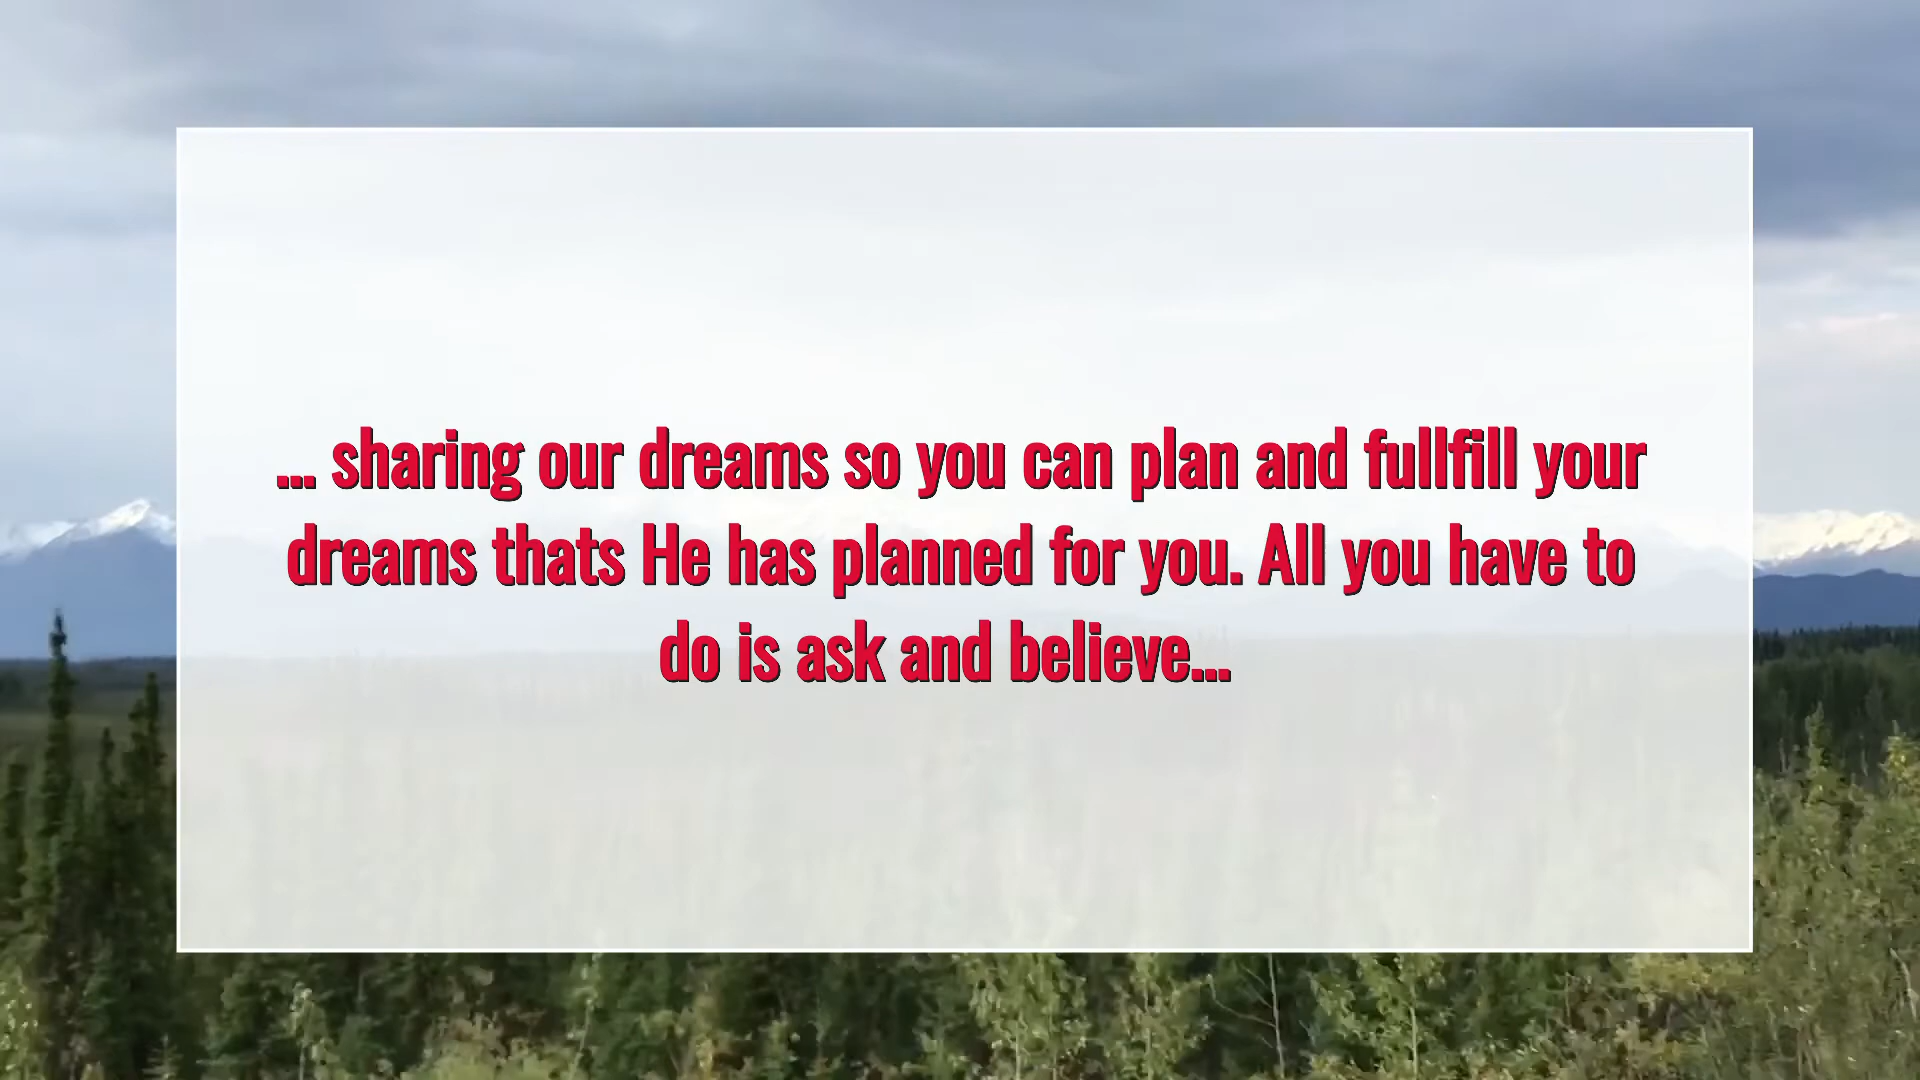 ... sharing our dreams so you can plan and fullfill your
dreams thats He has planned for you. All you have to
do is ask and believe...